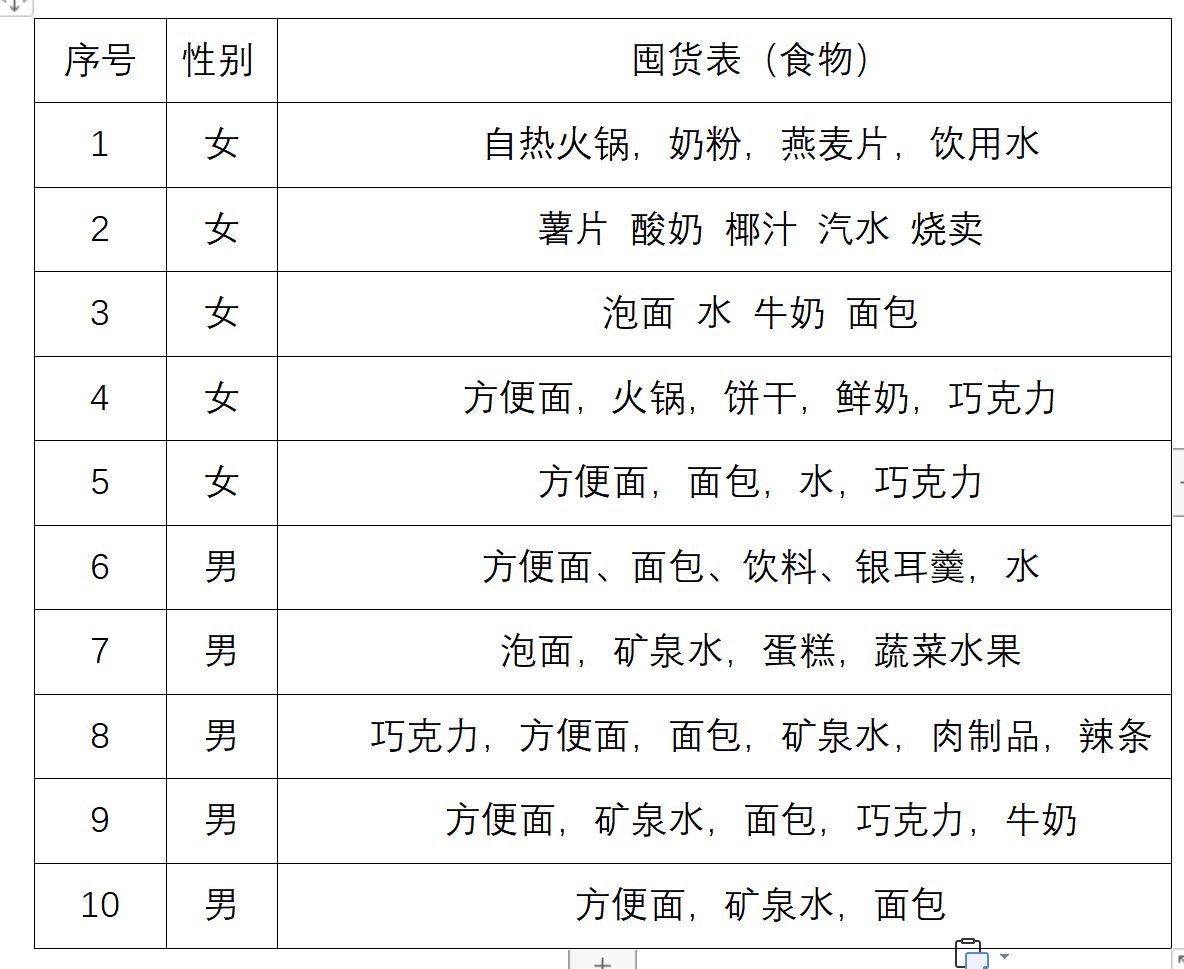 序号 性别 囤货表（食物）
1 女 自热火锅，奶粉，燕麦片，饮用水
2 女 薯片 酸奶 椰汁 汽水 烧卖
3 女 泡面 水 牛奶 面包
4 女 方便面，火锅，饼干，鲜奶，巧克力
5 女 方便面，面包，水，巧克力
6 男 方便面、面包、饮料、银耳羹，水
7 男 泡面，矿泉水，蛋糕，蔬菜水果
8 男 巧克力，方便面，面包，矿泉水，肉制品，辣条
9 男 方便面，矿泉水，面包，巧克力，牛奶
10 男 方便面，矿泉水，面包